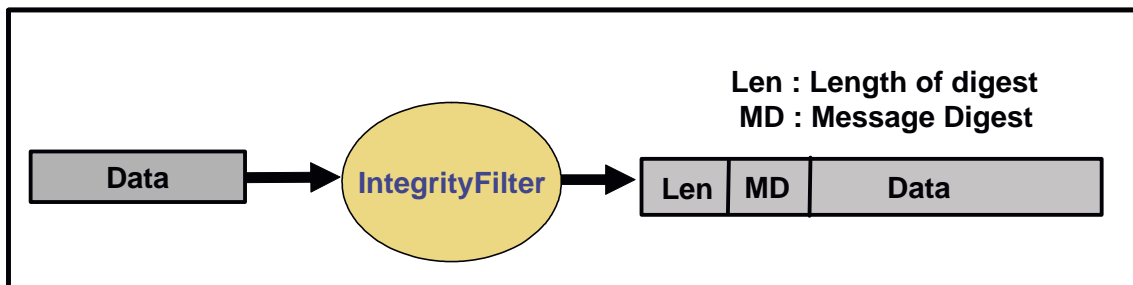 Len : Length of digest
MD : Message Digest
Data
IntegrityFilter
Len MD Data